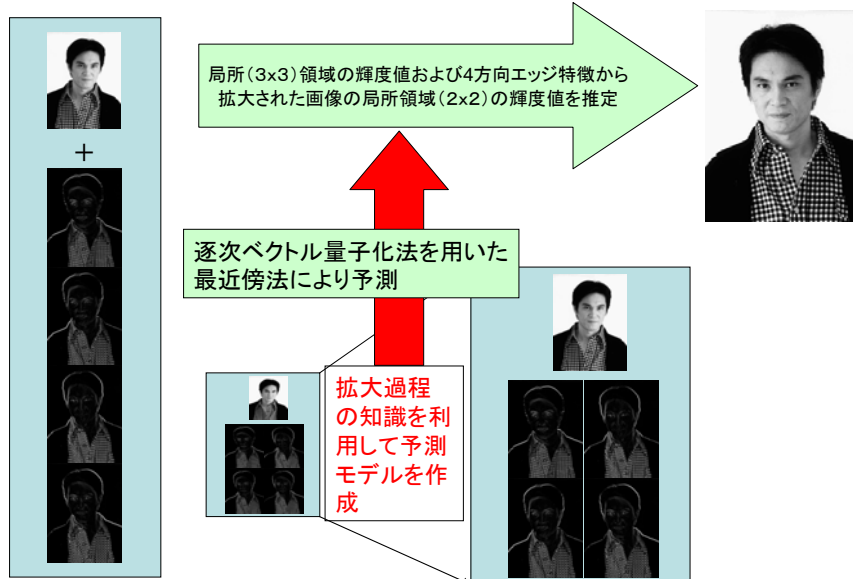 局所(3x3)領域の輝度値および4方向エッジ特徴から
拡大された画像の局所領域(2x2)の輝度値を推定
+
逐次ベクトル量子化法を用いた
最近傍法により予測
拡大過程
の知識を利
用して予測
モデルを作
成